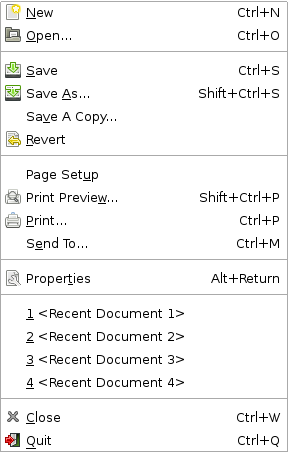 New Ctrl+N
Open... Ctrl+O
Save Ctrl+S
Save As... Shift+Ctrl+S
Save A Copy...
Revert
Page Setup
Print Preview... Shift+Ctrl+P
Print... Ctrl+P
Send To... Ctrl+M
Properties Alt+Return
1 <Recent Document 1>
2 <Recent Document 2>
3 <Recent Document 3>
4 <Recent Document 4>
Close Ctrl+W
Quit Ctrl+Q